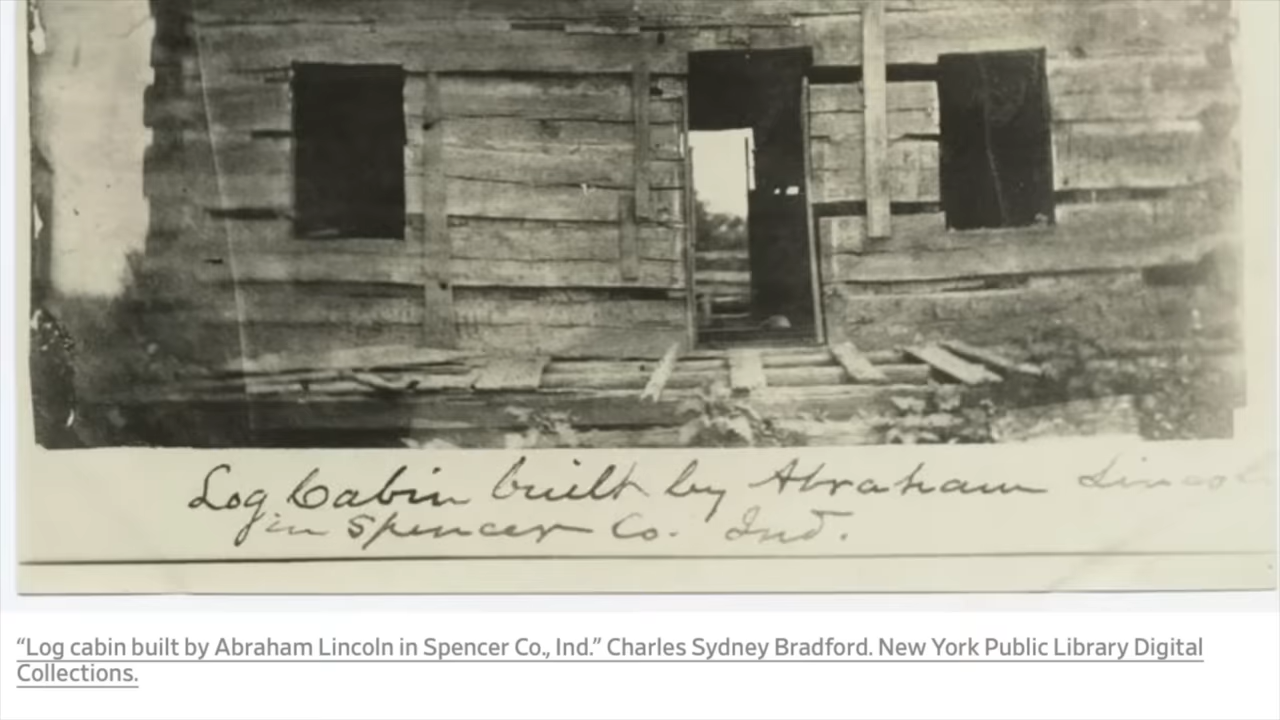 Log Cabin built by Abraham Lincoln
in Spencer Co. Ind.
“Log cabin built by Abraham Lincoln in Spencer Co., Ind.” Charles Sydney Bradford. New York Public Library Digital
Collections.